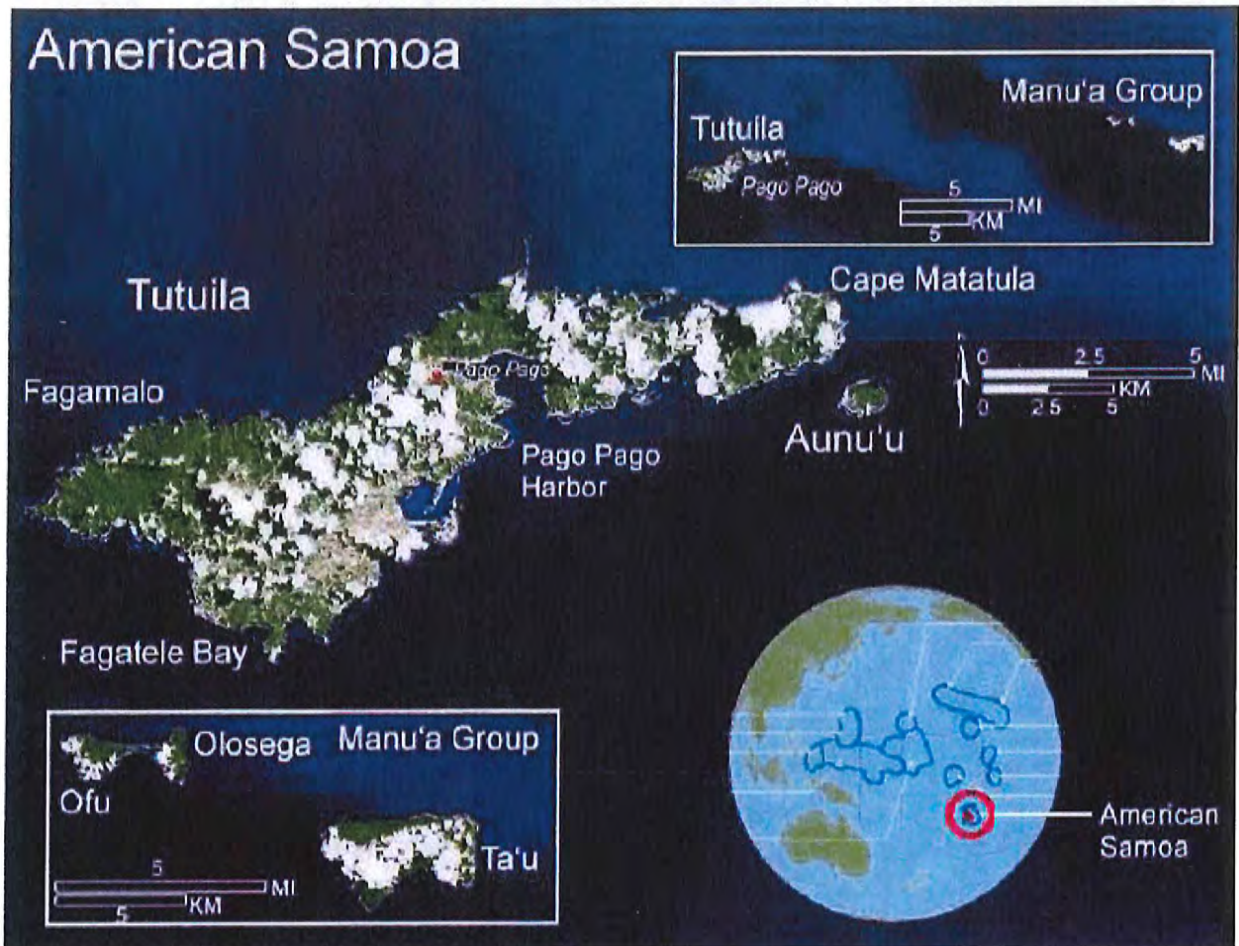 American Samoa
Manu'a Group
Tutuila
Pago Pago
5
MI
KM
5
Cape Matatula
Tutuila
0 2.5 5
MI
KM
0 2.5 5
Pago Pago
Fagamalo
Aunu'u
Pago Pago
Harbor
Fagatele Bay
Olosega
Manu'a Group
Ofu
Ta'u
5
MI
KM
5
American
Samoa